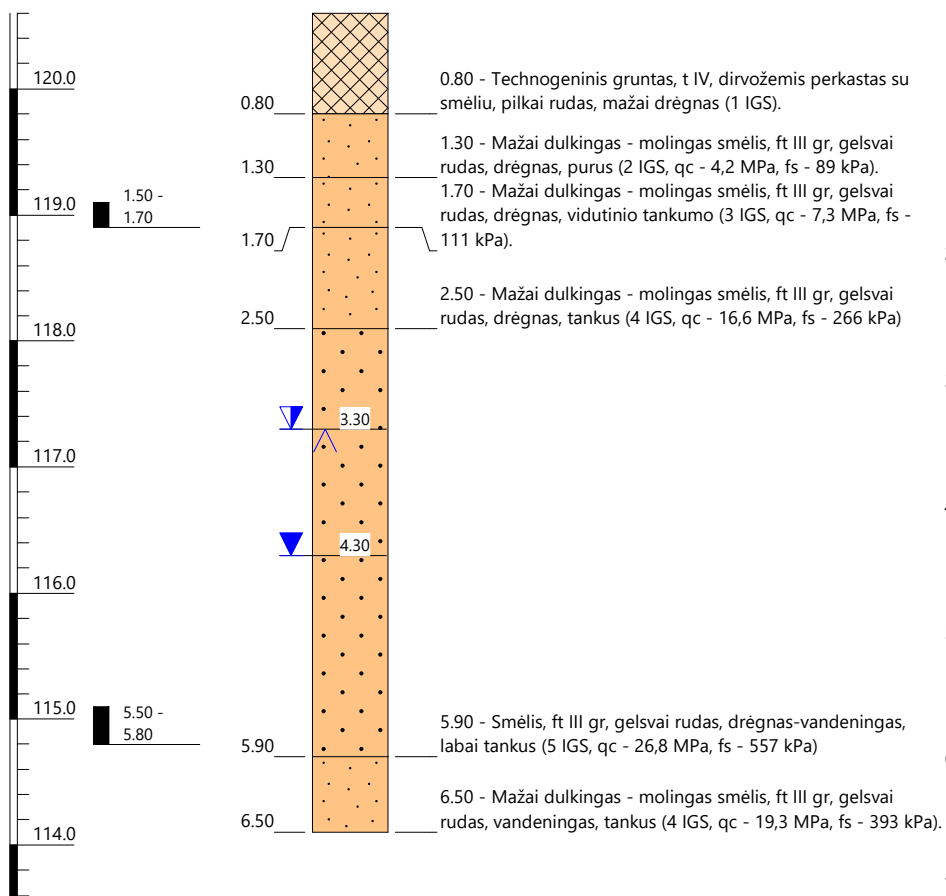 120.0
0.80 - Technogeninis gruntas, t IV, dirvožemis perkastas su
smėliu, pilkai rudas, mažai drėgnas (1 IGS).
0.80
1.30 - Mažai dulkingas - molingas smėlis, ft III gr, gelsvai
rudas, drėgnas, purus (2 IGS, qc - 4,2 MPa, fs - 89 kPa).
1.30
1.70 - Mažai dulkingas - molingas smėlis, ft III gr, gelsvai
rudas, drėgnas, vidutinio tankumo (3 IGS, qc - 7,3 MPa, fs -
111 kPa).
119.0
1.50 -
1.70
1.70
2.50 - Mažai dulkingas - molingas smėlis, ft III gr, gelsvai
rudas, drėgnas, tankus (4 IGS, qc - 16,6 MPa, fs - 266 kPa)
2.50
118.0
3.30
117.0
4.30
116.0
115.0
5.50 -
5.80
5.90 - Smėlis, ft III gr, gelsvai rudas, drėgnas-vandeningas,
labai tankus (5 IGS, qc - 26,8 MPa, fs - 557 kPa)
5.90
6.50 - Mažai dulkingas - molingas smėlis, ft III gr, gelsvai
rudas, vandeningas, tankus (4 IGS, qc - 19,3 MPa, fs - 393 kPa).
6.50
114.0